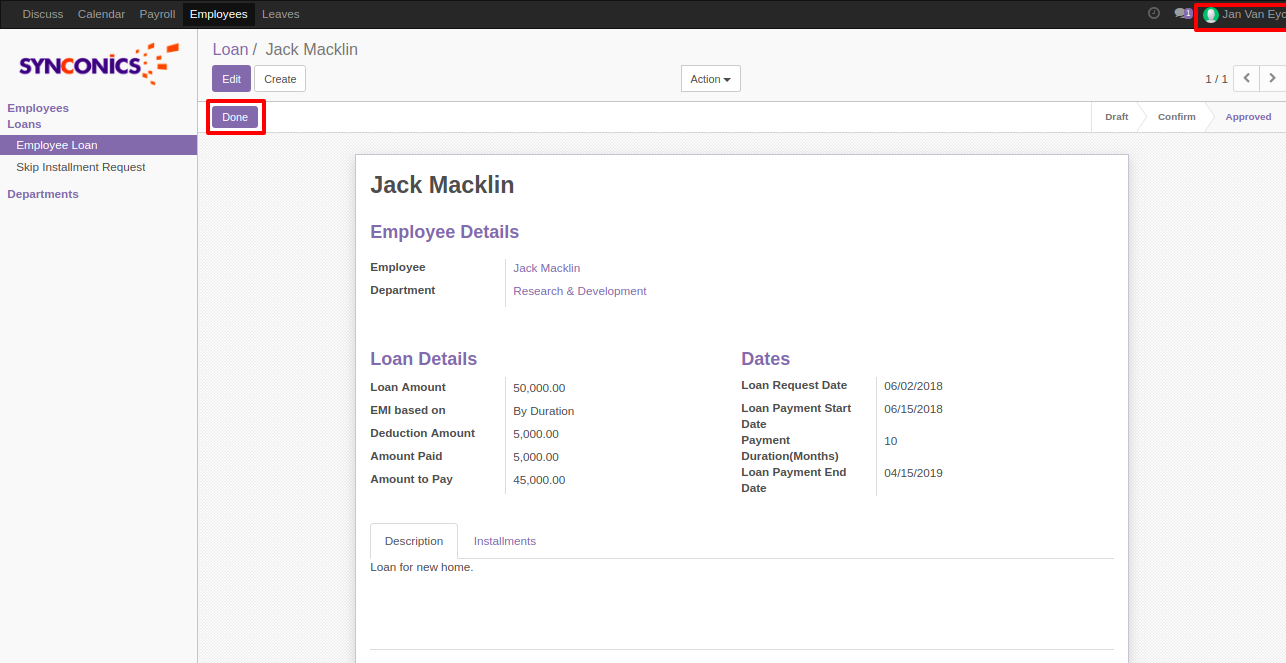 Discuss Calendar Payroll Employees Leaves 1 Jan Van Eyc
SYNCONICS
Employees
Loans
Employee Loan
Skip Installment Request
Departments
Loan / Jack Macklin
Edit Create Action 1 / 1
Done Draft Confirm Approved
Jack Macklin
Employee Details
Employee Jack Macklin
Department Research & Development
Loan Details
Loan Amount 50,000.00
EMI based on By Duration
Deduction Amount 5,000.00
Amount Paid 5,000.00
Amount to Pay 45,000.00
Dates
Loan Request Date 06/02/2018
Loan Payment Start 06/15/2018
Date
Payment 10
Duration(Months)
Loan Payment End 04/15/2019
Date
Description Installments
Loan for new home.